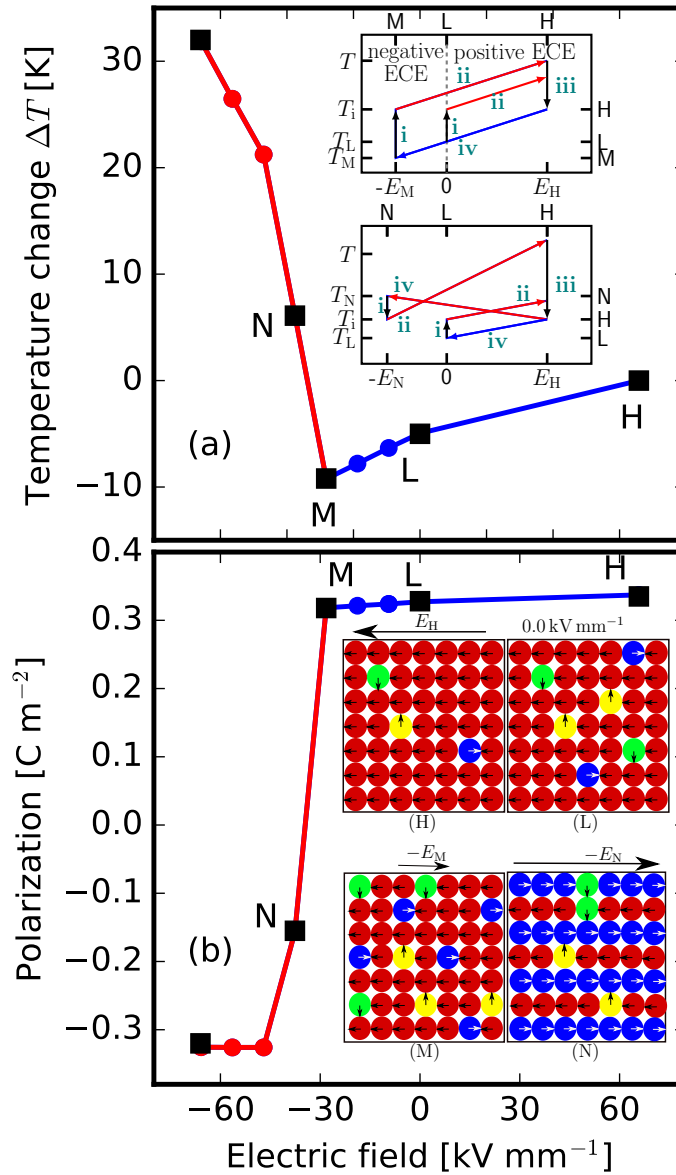 M L H
negative positive ECE
ECE
T
ii
iii
ii
T_i
H
i
i
T_L
L
iv
T_M
M
-E_M 0 E_H
N L H
T
iv
iii
T_N
ii
N
i
T_i
H
ii
i
T_L
iv
L
-E_N 0 E_H
30
20
10
0
−10
Temperature change ΔT [K]
N
H
(a)
L
M
0.4
0.3
0.2
0.1
0.0
−0.1
−0.2
−0.3
Polarization [C m⁻²]
M L H
E_H
0.0 kV mm⁻¹
(H) (L)
−E_M −E_N
N
(b)
(M) (N)
−60 −30 0 30 60
Electric field [kV mm⁻¹]